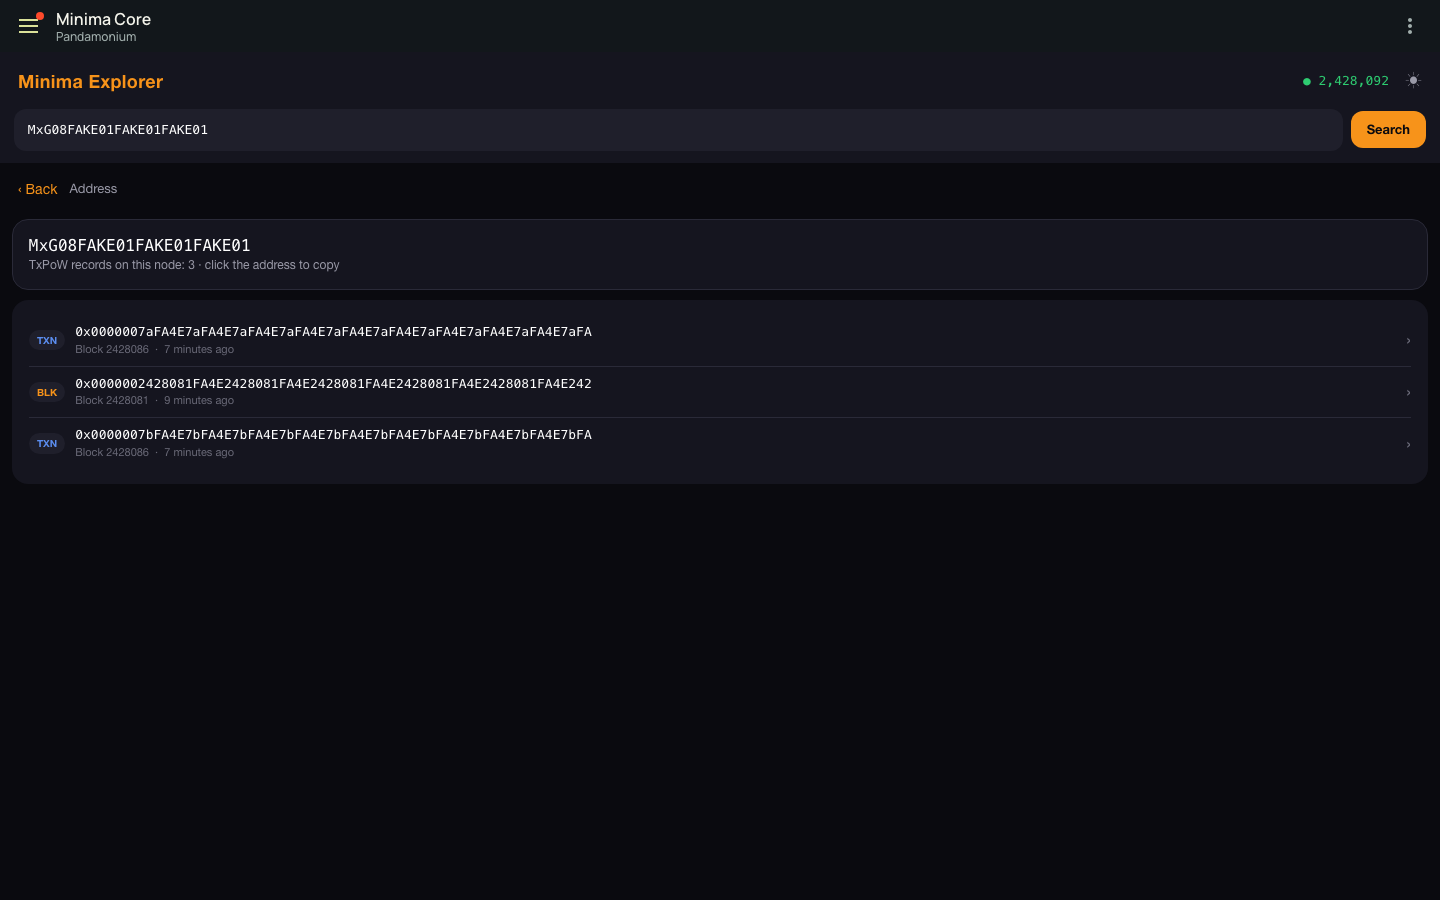 Minima Core
Pandamonium
Minima Explorer
● 2,428,092
MxG08FAKE01FAKE01FAKE01
Search
‹ Back Address
MxG08FAKE01FAKE01FAKE01
TxPoW records on this node: 3 · click the address to copy
TXN
0x0000007aFA4E7aFA4E7aFA4E7aFA4E7aFA4E7aFA4E7aFA4E7aFA4E7aFA4E7aFA
Block 2428086 · 7 minutes ago
›
BLK
0x0000002428081FA4E2428081FA4E2428081FA4E2428081FA4E2428081FA4E242
Block 2428081 · 9 minutes ago
›
TXN
0x0000007bFA4E7bFA4E7bFA4E7bFA4E7bFA4E7bFA4E7bFA4E7bFA4E7bFA4E7bFA
Block 2428086 · 7 minutes ago
›